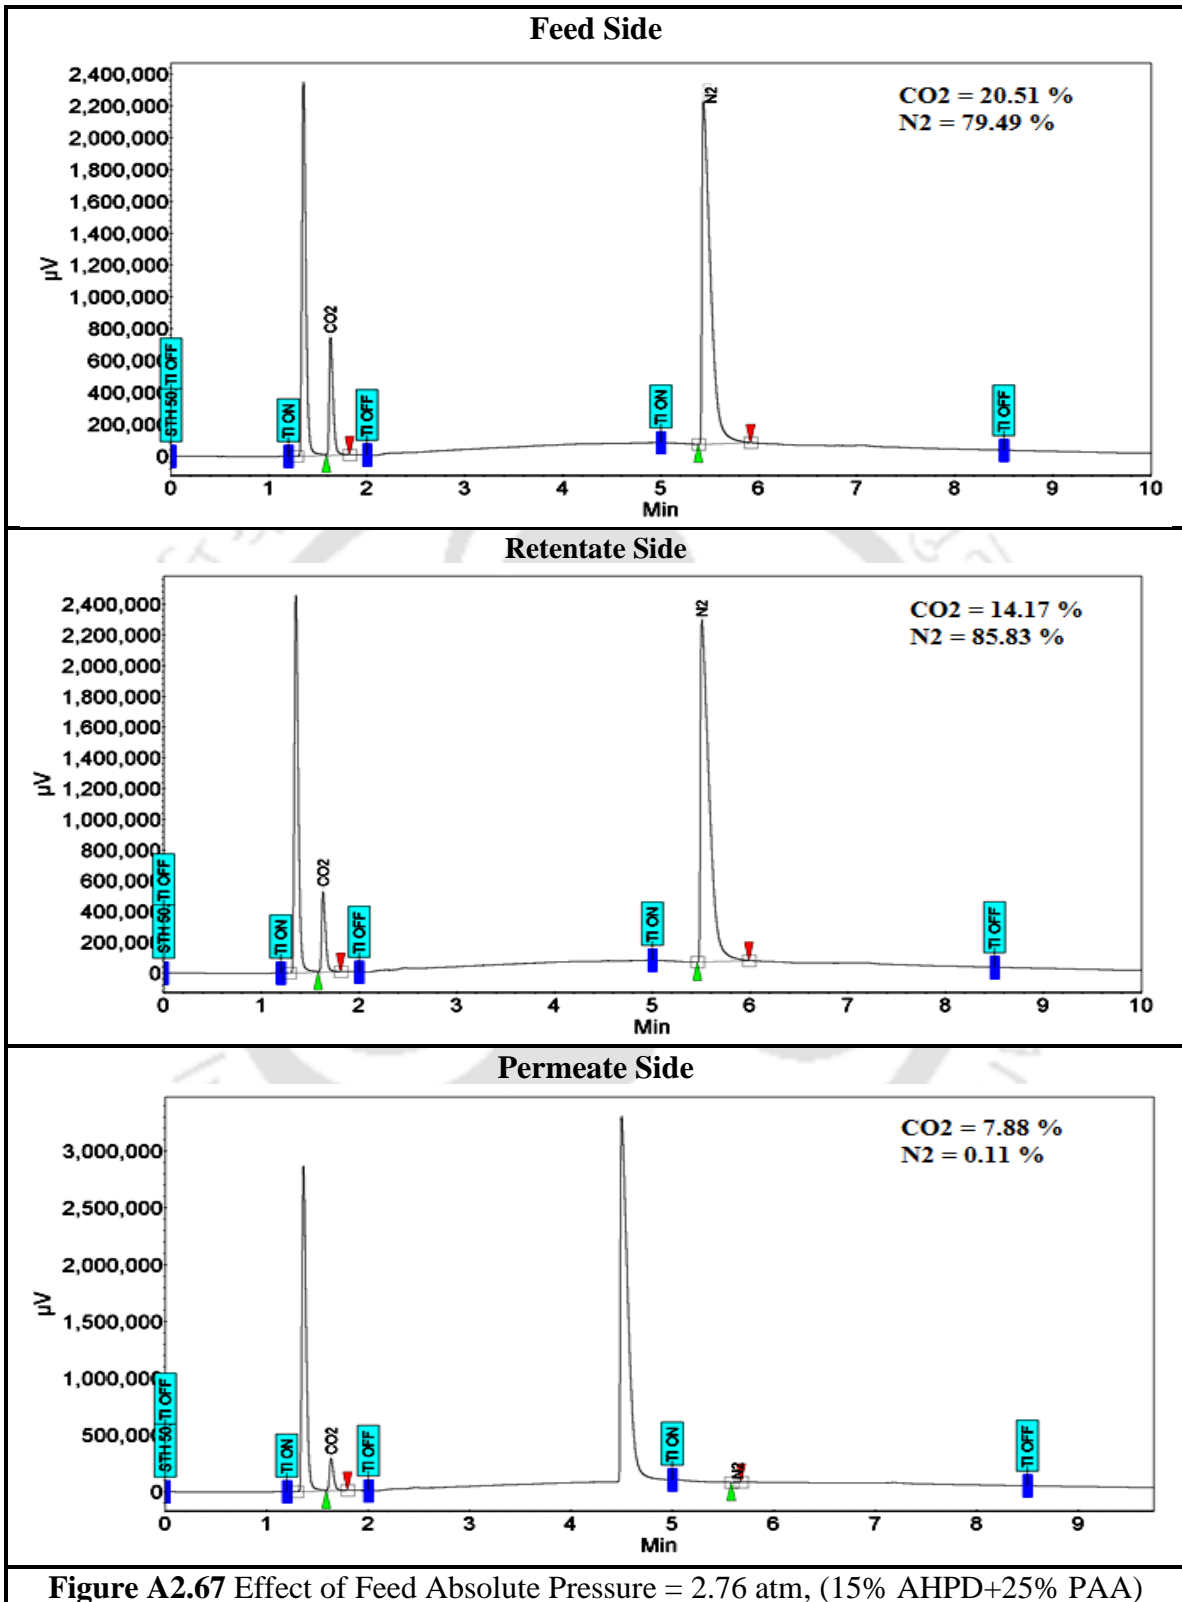 Feed Side
CO2 = 20.51 %
N2 = 79.49 %
2,400,000
2,200,000
2,000,000
1,800,000
1,600,000
1,400,000
1,200,000
1,000,000
800,000
600,000
400,000
200,000
0
µV
STH 50, TI OFF
TI ON
CO2
TI OFF
TI ON
N2
TI OFF
0 1 2 3 4 5 6 7 8 9 10
Min
Retentate Side
CO2 = 14.17 %
N2 = 85.83 %
2,400,000
2,200,000
2,000,000
1,800,000
1,600,000
1,400,000
1,200,000
1,000,000
800,000
600,000
400,000
200,000
0
µV
STH 50, TI OFF
TI ON
CO2
TI OFF
TI ON
N2
TI OFF
0 1 2 3 4 5 6 7 8 9 10
Min
Permeate Side
CO2 = 7.88 %
N2 = 0.11 %
3,000,000
2,500,000
2,000,000
1,500,000
1,000,000
500,000
0
µV
STH 50, TI OFF
TI ON
CO2
TI OFF
TI ON
N2
TI OFF
0 1 2 3 4 5 6 7 8 9
Min
Figure A2.67 Effect of Feed Absolute Pressure = 2.76 atm, (15% AHPD+25% PAA)